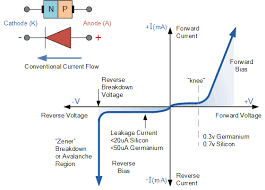 N P
Cathode (K) Anode (A)
Conventional Current Flow
+I (mA)
Forward
Current
"knee"
Forward
Bias
Reverse
Breakdown
Voltage
-V
+V
Reverse Voltage
Forward Voltage
"Zener"
Breakdown
or Avalanche
Region
Leakage Current
<20uA Silicon
<50uA Germanium
0.3v Germanium
0.7v Silicon
Reverse
Bias
Reverse
Current
-I (mA)